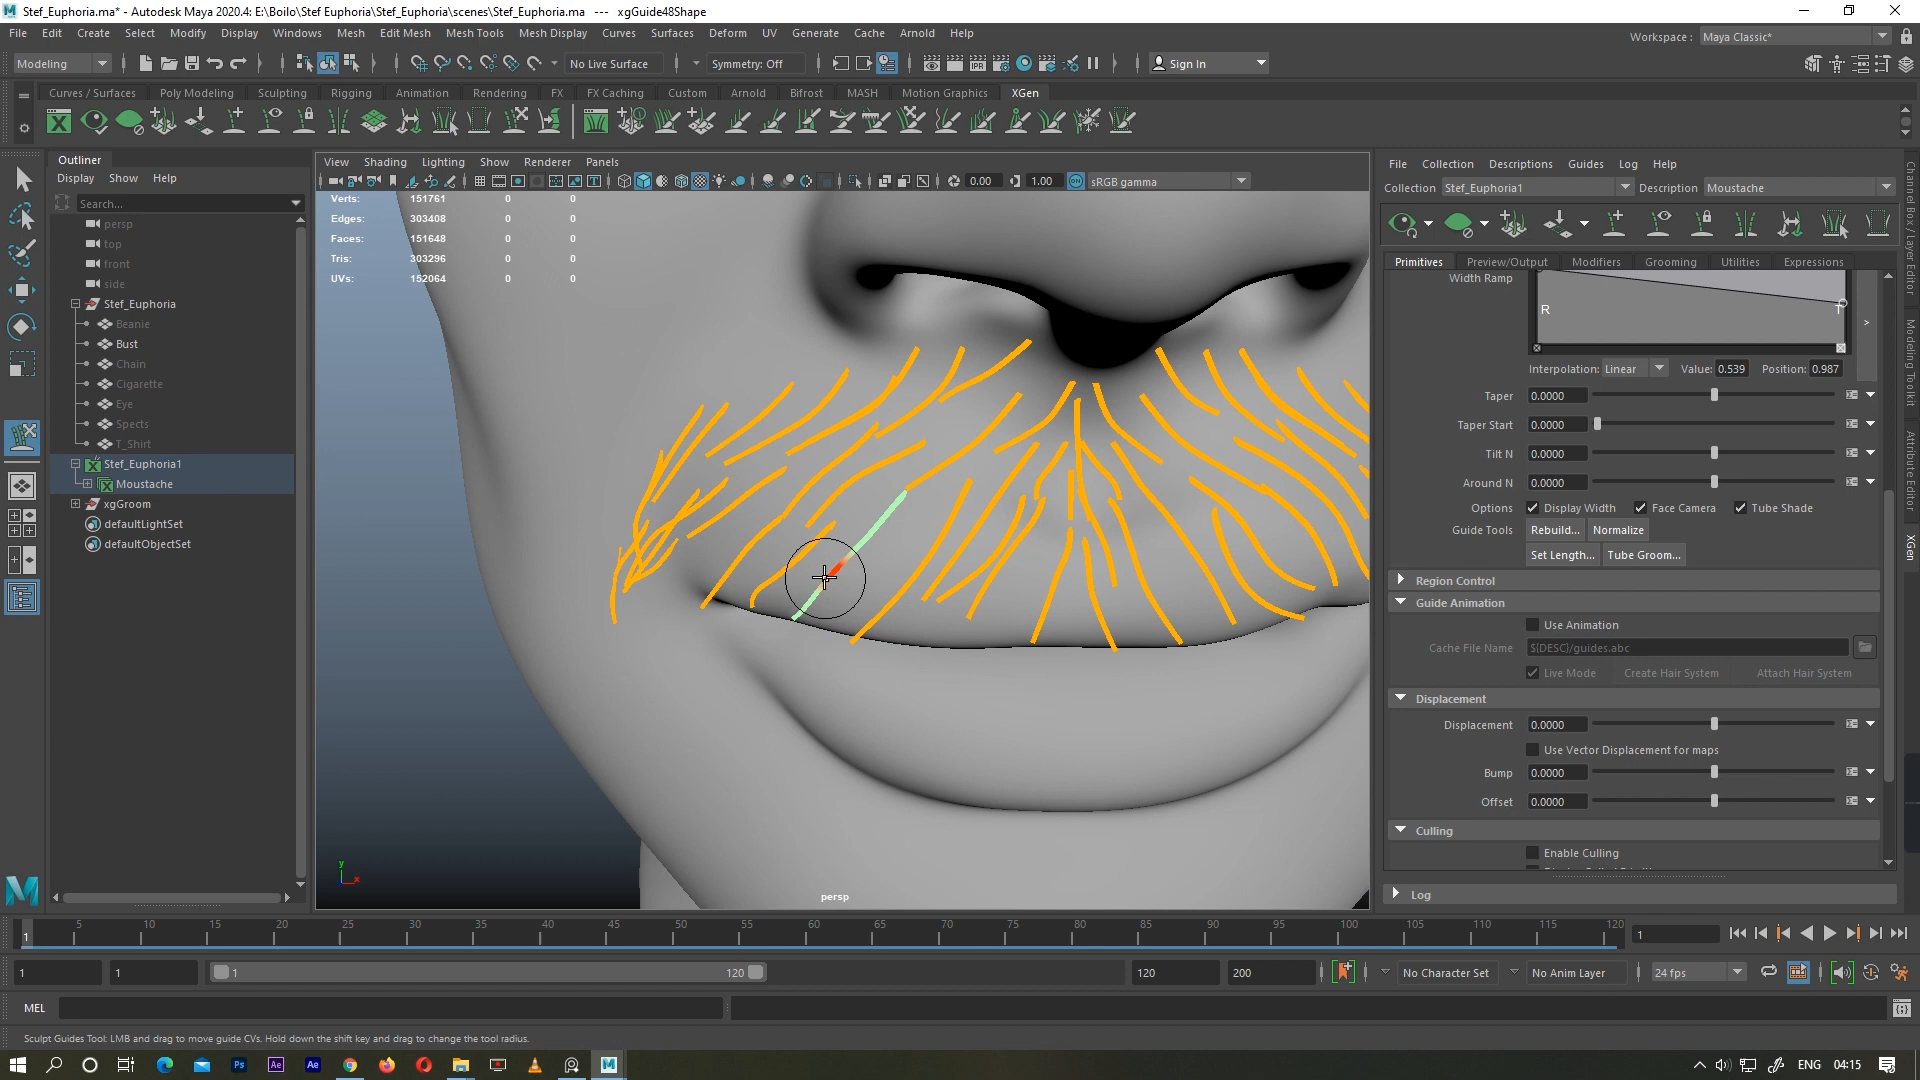 Stef_Euphoria.ma* - Autodesk Maya 2020.4: E:\Boilo\Stef Euphoria\Stef_Euphoria\scenes\Stef_Euphoria.ma --- xgGuide48Shape
File Edit Create Select Modify Display Windows Mesh Edit Mesh Mesh Tools Mesh Display Curves Surfaces Deform UV Generate Cache Arnold Help
Workspace : Maya Classic*
Modeling No Live Surface Symmetry: Off Sign In
Curves / Surfaces Poly Modeling Sculpting Rigging Animation Rendering FX FX Caching Custom Arnold Bifrost MASH Motion Graphics XGen
Outliner
Display Show Help
Search...
persp
top
front
side
Stef_Euphoria
Beanie
Bust
Chain
Cigarette
Eye
Spects
T_Shirt
Stef_Euphoria1
Moustache
xgGroom
defaultLightSet
defaultObjectSet
View Shading Lighting Show Renderer Panels
0.00 1.00 sRGB gamma
Verts: 151761 0 0
Edges: 303408 0 0
Faces: 151648 0 0
Tris: 303296 0 0
UVs: 152064 0 0
y
x
persp
File Collection Descriptions Guides Log Help
Collection Stef_Euphoria1 Description Moustache
Primitives Preview/Output Modifiers Grooming Utilities Expressions
Width Ramp
R T
>
Interpolation: Linear Value: 0.539 Position: 0.987
Taper 0.0000
Taper Start 0.0000
Tilt N 0.0000
Around N 0.0000
Options Display Width Face Camera Tube Shade
Guide Tools Rebuild... Normalize
Set Length... Tube Groom...
Region Control
Guide Animation
Use Animation
Cache File Name ${DESC}/guides.abc
Live Mode Create Hair System Attach Hair System
Displacement
Displacement 0.0000
Use Vector Displacement for maps
Bump 0.0000
Offset 0.0000
Culling
Enable Culling
Log
Channel Box / Layer Editor
Modeling Toolkit
Attribute Editor
XGen
1 5 10 15 20 25 30 35 40 45 50 55 60 65 70 75 80 85 90 95 100 105 110 115 120
1
1 1 1 120 120 200 No Character Set No Anim Layer 24 fps
MEL
Sculpt Guides Tool: LMB and drag to move guide CVs. Hold down the shift key and drag to change the tool radius.
Ps Ae Ae M ENG 04:15